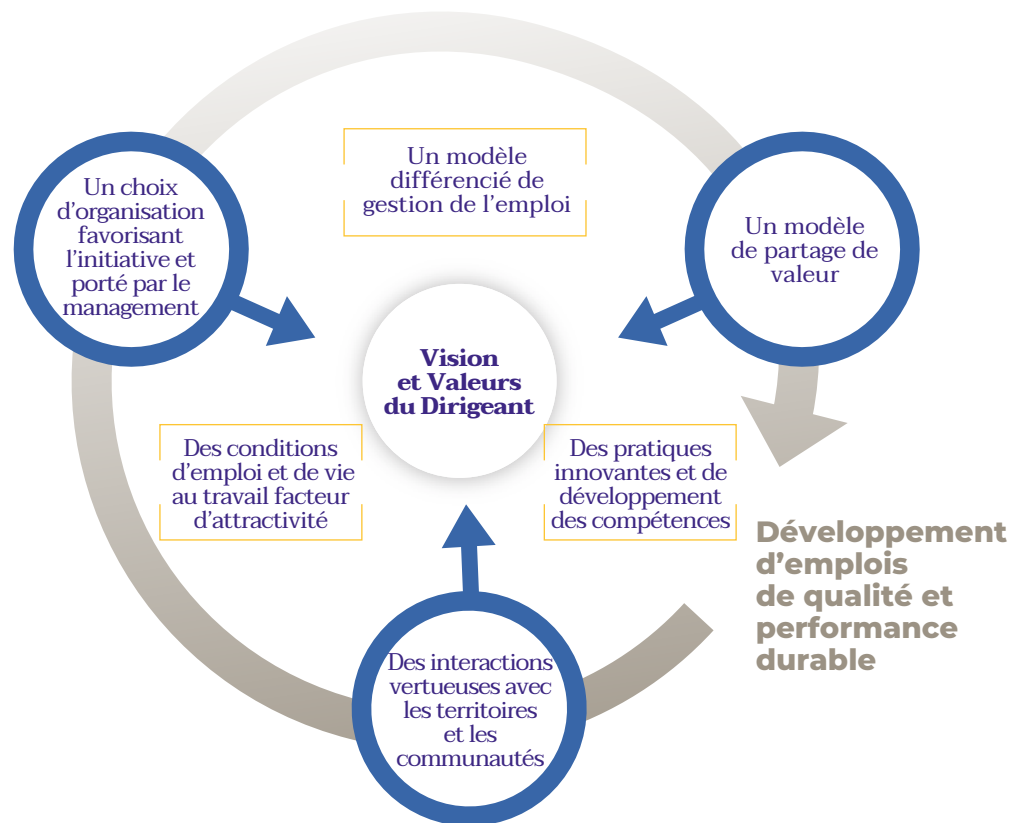 Un modèle
différencié de
gestion de l’emploi
Un choix
d’organisation
favorisant
l’initiative et
porté par le
management
Un modèle
de partage de
valeur
Vision
et Valeurs
du Dirigeant
Des conditions
d’emploi et de vie
au travail facteur
d’attractivité
Des pratiques
innovantes et de
développement
des compétences
Développement
d’emplois
de qualité et
performance
durable
Des interactions
vertueuses avec
les territoires
et les
communautés